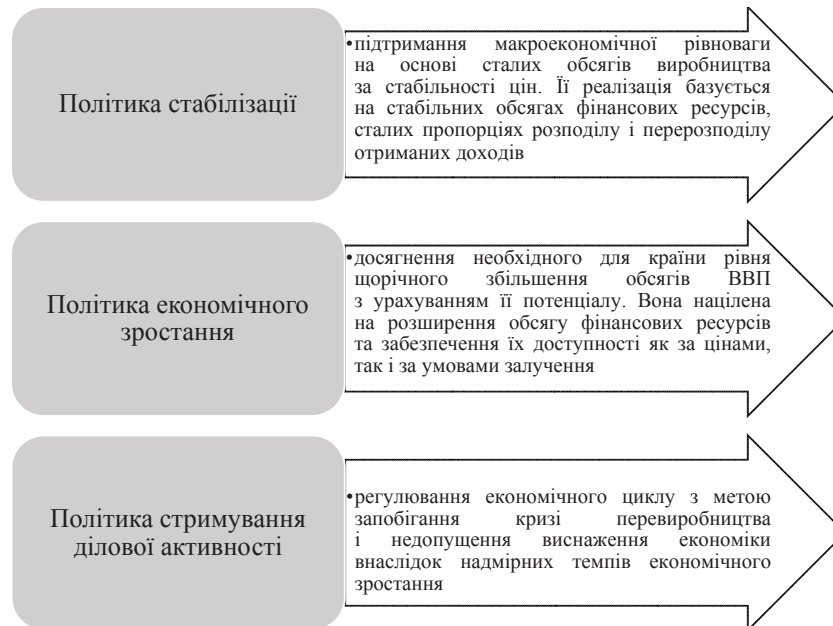 Політика стабілізації
•підтримання макроекономічної рівноваги
на основі сталих обсягів виробництва
за стабільності цін. Її реалізація базується
на стабільних обсягах фінансових ресурсів,
сталих пропорціях розподілу і перерозподілу
отриманих доходів
Політика економічного
зростання
•досягнення необхідного для країни рівня
щорічного збільшення обсягів ВВП
з урахуванням її потенціалу. Вона націлена
на розширення обсягу фінансових ресурсів
та забезпечення їх доступності як за цінами,
так і за умовами залучення
Політика стримування
ділової активності
•регулювання економічного циклу з метою
запобігання кризі перевиробництва
і недопущення виснаження економіки
внаслідок надмірних темпів економічного
зростання